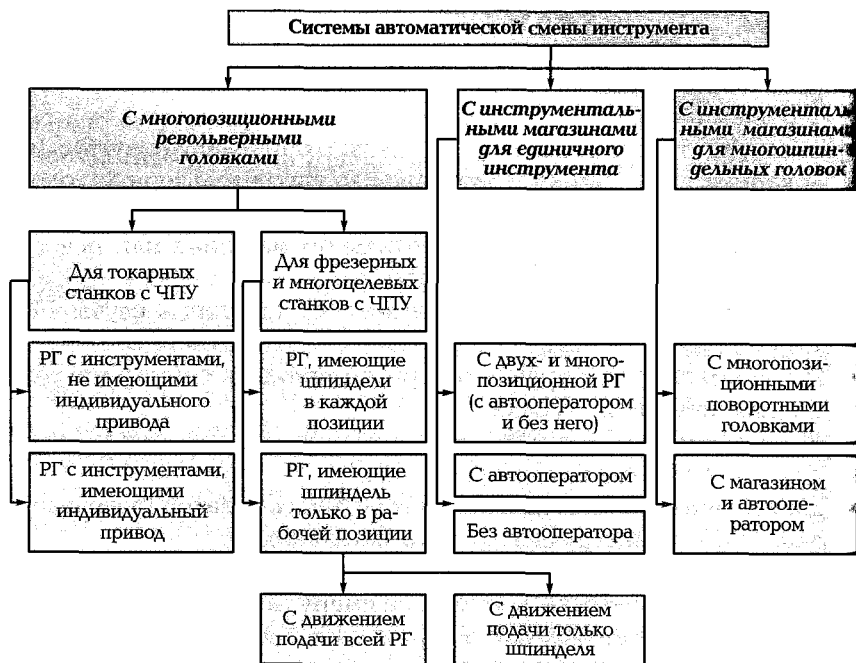 Системы автоматической смены инструмента
С многопозиционными
револьверными
головками
С инструменталь-
ными магазинами
для единичного
инструмента
С инструменталь-
ными магазинами
для многошпин-
дельных головок
Для токарных
станков с ЧПУ
Для фрезерных
и многоцелевых
станков с ЧПУ
РГ с инструментами,
не имеющими
индивидуального
привода
РГ, имеющие
шпиндели
в каждой
позиции
С двух- и много-
позиционной РГ
(с автооператором
и без него)
С многопози-
ционными
поворотными
головками
РГ с инструментами,
имеющими
индивидуальный
привод
РГ, имеющие
шпиндель
только в ра-
бочей позиции
С автооператором
Без автооператора
С магазином
и автоопе-
ратором
С движением
подачи всей РГ
С движением
подачи только
шпинделя